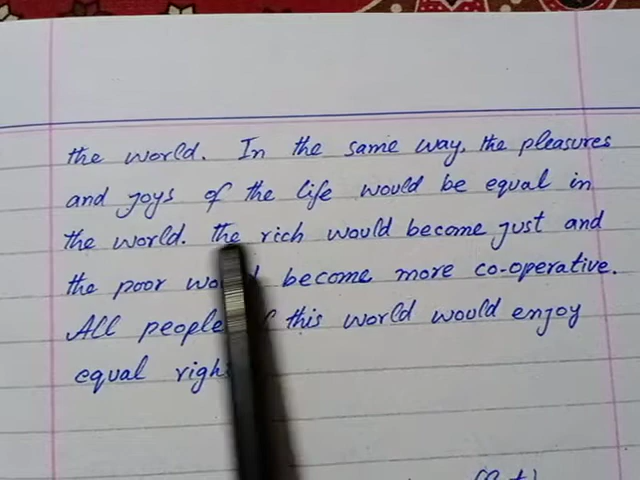 the world. In the same way, the pleasures
and joys of the life would be equal in
the world. The rich would become just and
the poor would become more co-operative.
All people of this world would enjoy
equal